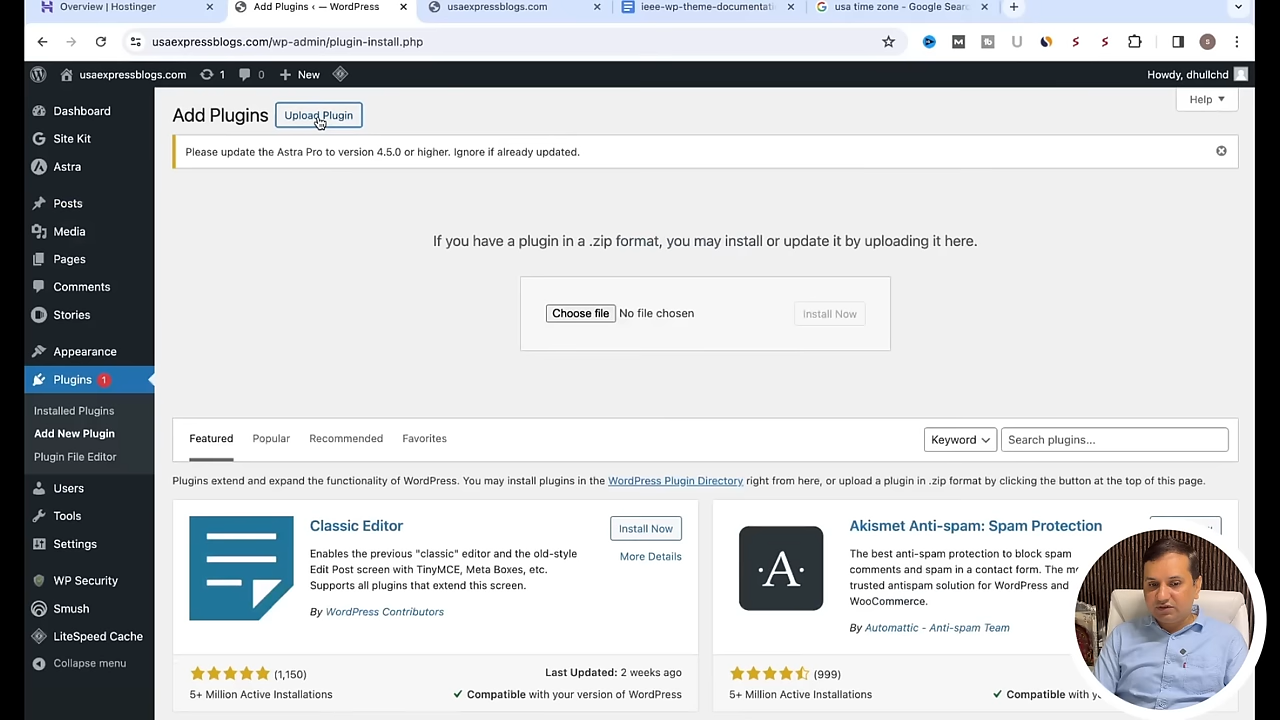 Overview | Hostinger
Add Plugins ‹ — WordPress
usaexpressblogs.com
ieee-wp-theme-documentati
usa time zone - Google Sear
usaexpressblogs.com/wp-admin/plugin-install.php
usaexpressblogs.com
1
0
New
Howdy, dhullchd
Dashboard
Site Kit
Astra
Posts
Media
Pages
Comments
Stories
Appearance
Plugins 1
Installed Plugins
Add New Plugin
Plugin File Editor
Users
Tools
Settings
WP Security
Smush
LiteSpeed Cache
Collapse menu
Add Plugins
Upload Plugin
Help
Please update the Astra Pro to version 4.5.0 or higher. Ignore if already updated.
If you have a plugin in a .zip format, you may install or update it by uploading it here.
Choose file No file chosen
Install Now
Featured
Popular
Recommended
Favorites
Keyword
Search plugins...
Plugins extend and expand the functionality of WordPress. You may install plugins in the WordPress Plugin Directory right from here, or upload a plugin in .zip format by clicking the button at the top of this page.
Classic Editor
Install Now
More Details
Enables the previous "classic" editor and the old-style
Edit Post screen with TinyMCE, Meta Boxes, etc.
Supports all plugins that extend this screen.
By WordPress Contributors
(1,150)
5+ Million Active Installations
Last Updated: 2 weeks ago
Compatible with your version of WordPress
Akismet Anti-spam: Spam Protection
The best anti-spam protection to block spam
comments and spam in a contact form. The
trusted antispam solution for WordPress and
WooCommerce.
By Automattic - Anti-spam Team
(999)
5+ Million Active Installations
Compatible with